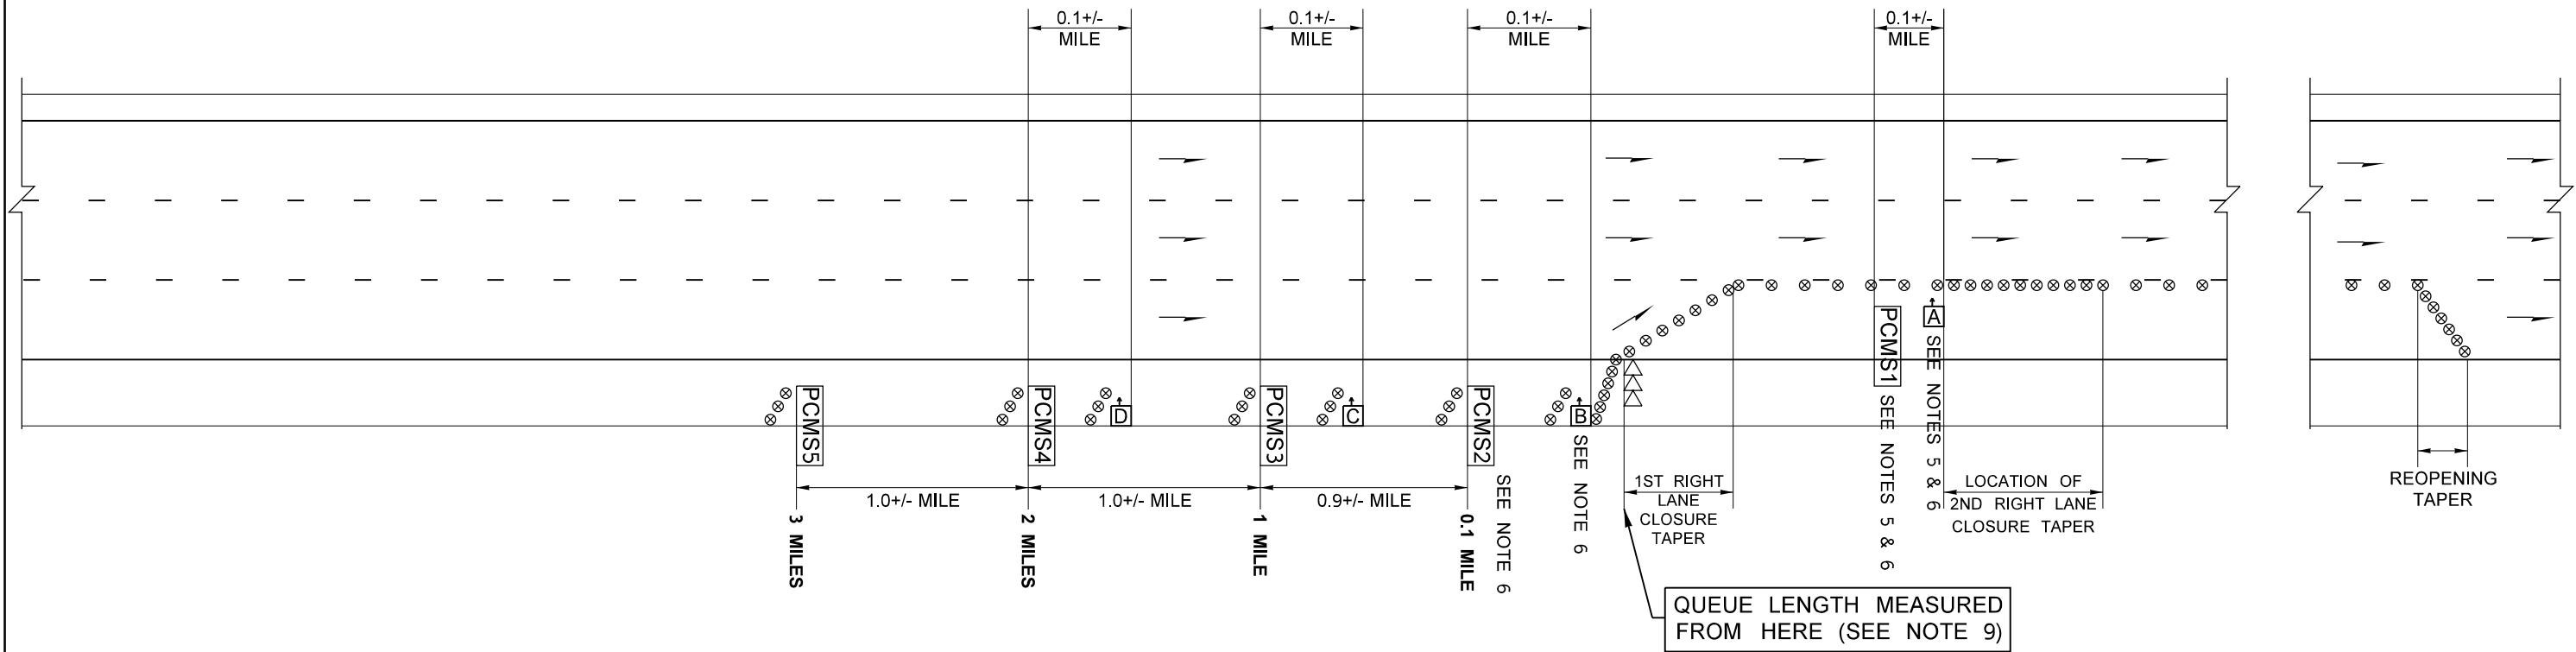 0.1+/-
MILE
0.1+/-
MILE
0.1+/-
MILE
0.1+/-
MILE
PCMS5
PCMS4
D
PCMS3
C
PCMS2
B
PCMS1
A
SEE NOTE 6
SEE NOTE 6
SEE NOTES 5 & 6
SEE NOTES 5 & 6
1.0+/- MILE
1.0+/- MILE
0.9+/- MILE
3 MILES
2 MILES
1 MILE
0.1 MILE
1ST RIGHT
LANE
CLOSURE
TAPER
LOCATION OF
2ND RIGHT LANE
CLOSURE TAPER
REOPENING
TAPER
QUEUE LENGTH MEASURED
FROM HERE (SEE NOTE 9)